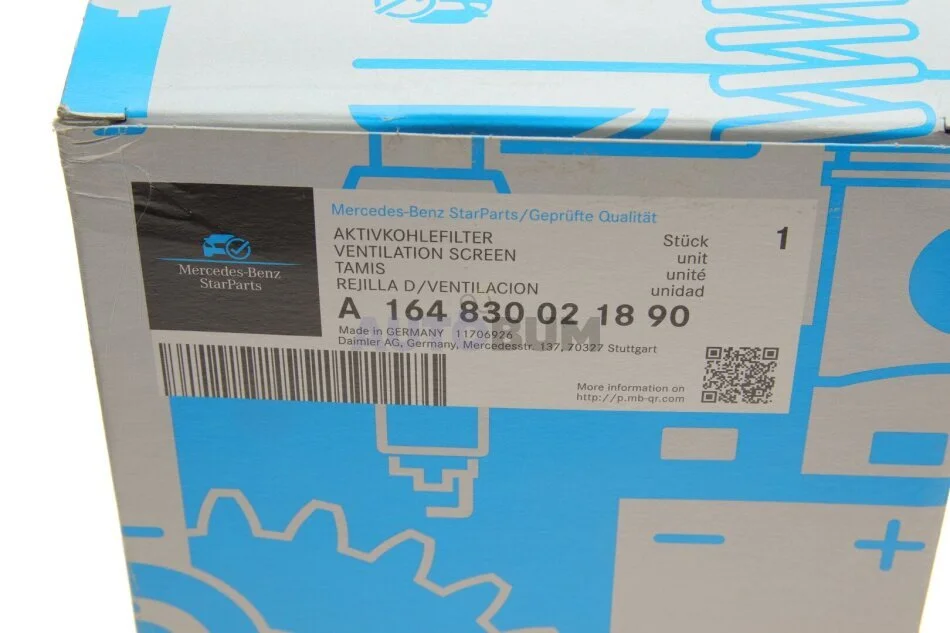 Mercedes-Benz StarParts/Geprüfte Qualität
AKTIVKOHLEFILTER
VENTILATION SCREEN
TAMIS
REJILLA D/VENTILACION
Stück 1
unit
unité
unidad
A 164 830 02 18 90
AUTOBUM
Made in GERMANY 11706926
Daimler AG, Germany, Mercedesstr. 137, 70327 Stuttgart
Mercedes-Benz
StarParts
More information on
http://p.mb-qr.com